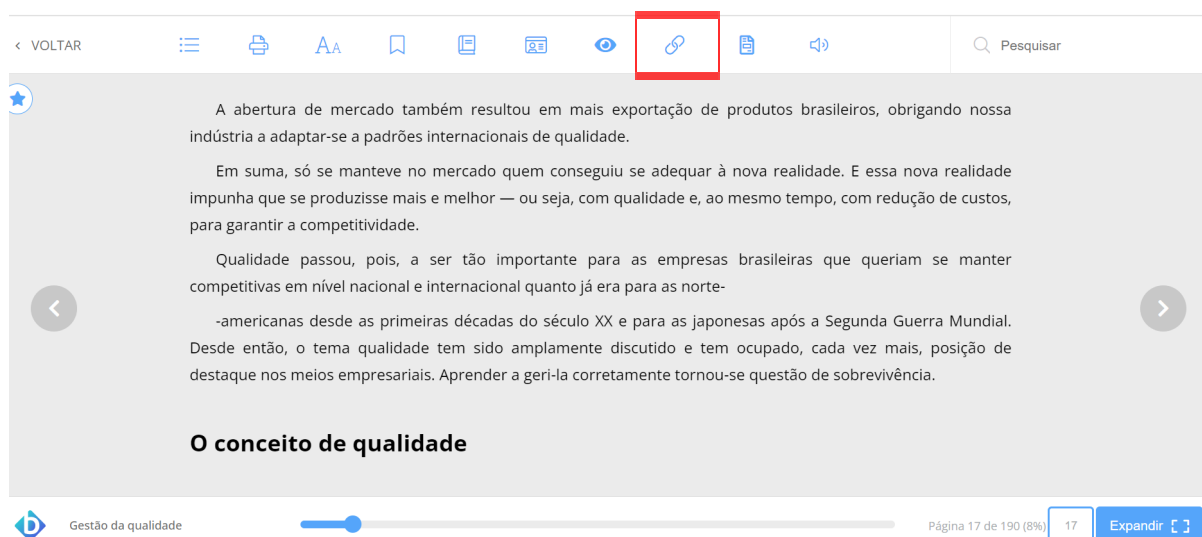 ‹ VOLTAR
AA
Pesquisar
A abertura de mercado também resultou em mais exportação de produtos brasileiros, obrigando nossa
indústria a adaptar-se a padrões internacionais de qualidade.
Em suma, só se manteve no mercado quem conseguiu se adequar à nova realidade. E essa nova realidade
impunha que se produzisse mais e melhor — ou seja, com qualidade e, ao mesmo tempo, com redução de custos,
para garantir a competitividade.
Qualidade passou, pois, a ser tão importante para as empresas brasileiras que queriam se manter
competitivas em nível nacional e internacional quanto já era para as norte-
-americanas desde as primeiras décadas do século XX e para as japonesas após a Segunda Guerra Mundial.
Desde então, o tema qualidade tem sido amplamente discutido e tem ocupado, cada vez mais, posição de
destaque nos meios empresariais. Aprender a geri-la corretamente tornou-se questão de sobrevivência.
O conceito de qualidade
Gestão da qualidade
Página 17 de 190 (8%)
17
Expandir